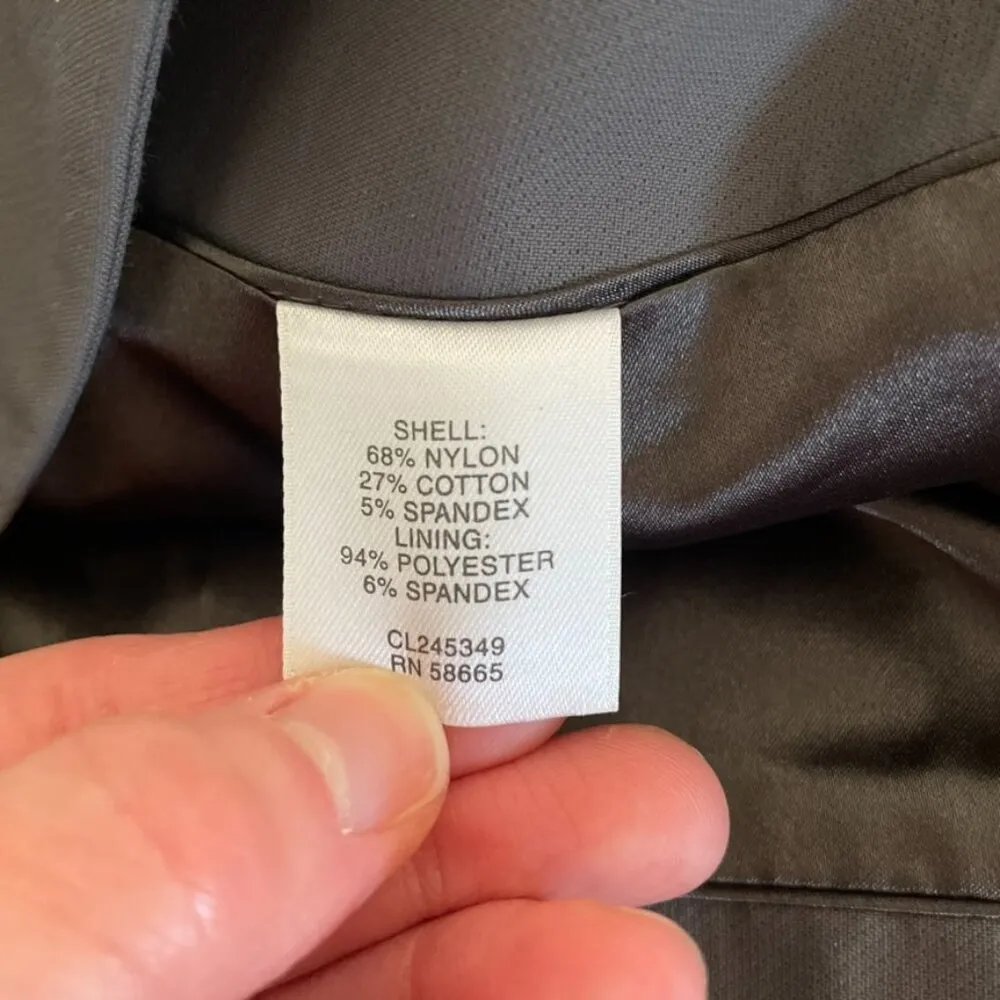 SHELL:
68% NYLON
27% COTTON
5% SPANDEX
LINING:
94% POLYESTER
6% SPANDEX
CL245349
RN 58665